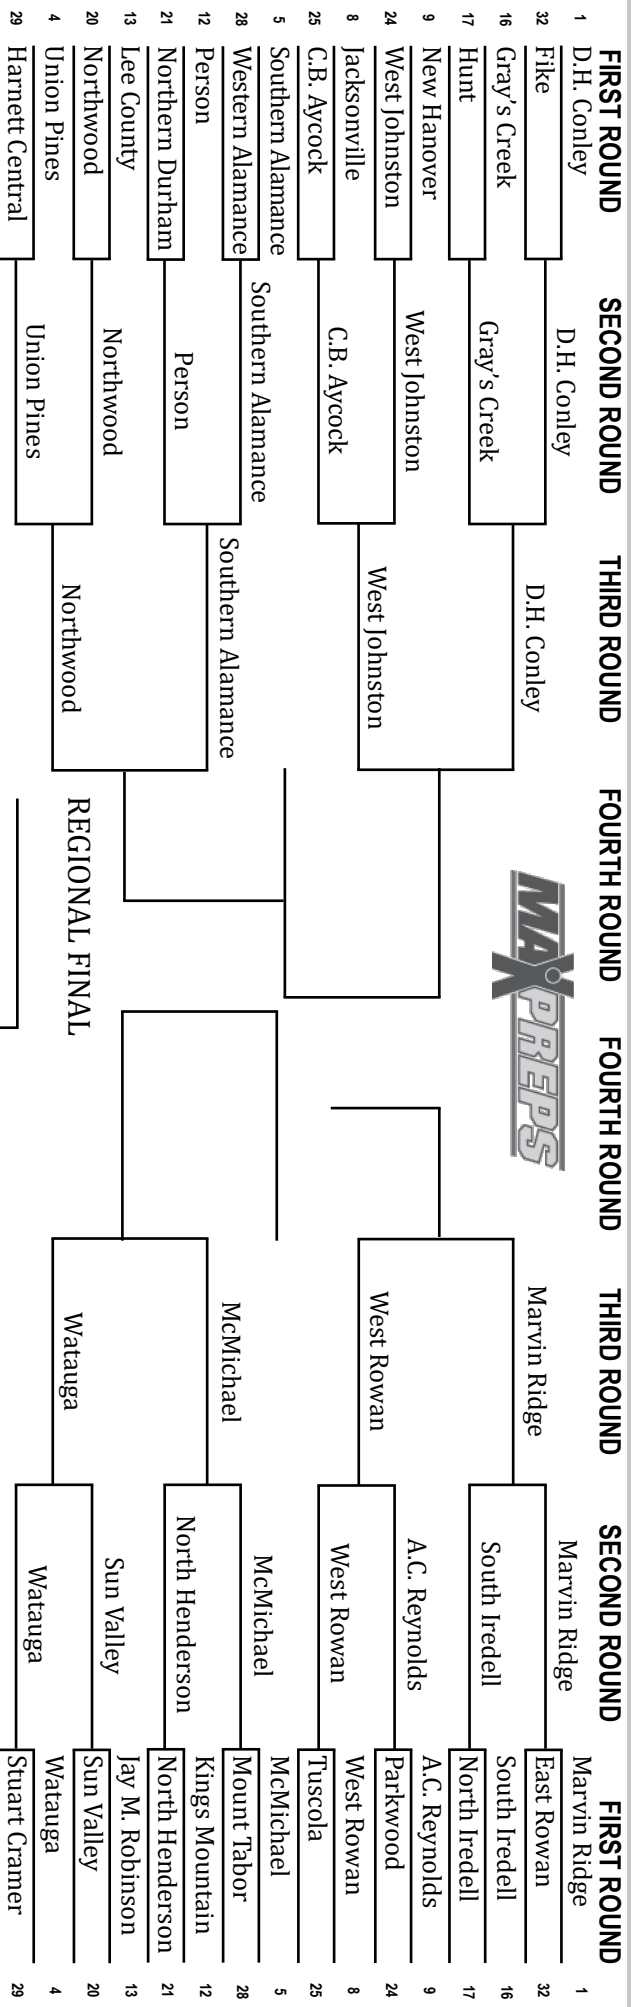 FIRST ROUND SECOND ROUND THIRD ROUND FOURTH ROUND FOURTH ROUND THIRD ROUND SECOND ROUND FIRST ROUND
1 D.H. Conley
32 Fike
16 Gray's Creek
17 Hunt
9 New Hanover
24 West Johnston
8 Jacksonville
25 C.B. Aycock
5 Southern Alamance
28 Western Alamance
12 Person
21 Northern Durham
13 Lee County
20 Northwood
4 Union Pines
29 Harnett Central
D.H. Conley
Gray's Creek
West Johnston
C.B. Aycock
Southern Alamance
Person
Northwood
Union Pines
D.H. Conley
West Johnston
Southern Alamance
Northwood
MAXPREPS
REGIONAL FINAL
Marvin Ridge
West Rowan
McMichael
Watauga
Marvin Ridge
South Iredell
A.C. Reynolds
West Rowan
McMichael
North Henderson
Sun Valley
Watauga
Marvin Ridge 1
East Rowan 32
South Iredell 16
North Iredell 17
A.C. Reynolds 9
Parkwood 24
West Rowan 8
Tuscola 25
McMichael 5
Mount Tabor 28
Kings Mountain 12
North Henderson 21
Jay M. Robinson 13
Sun Valley 20
Watauga 4
Stuart Cramer 29